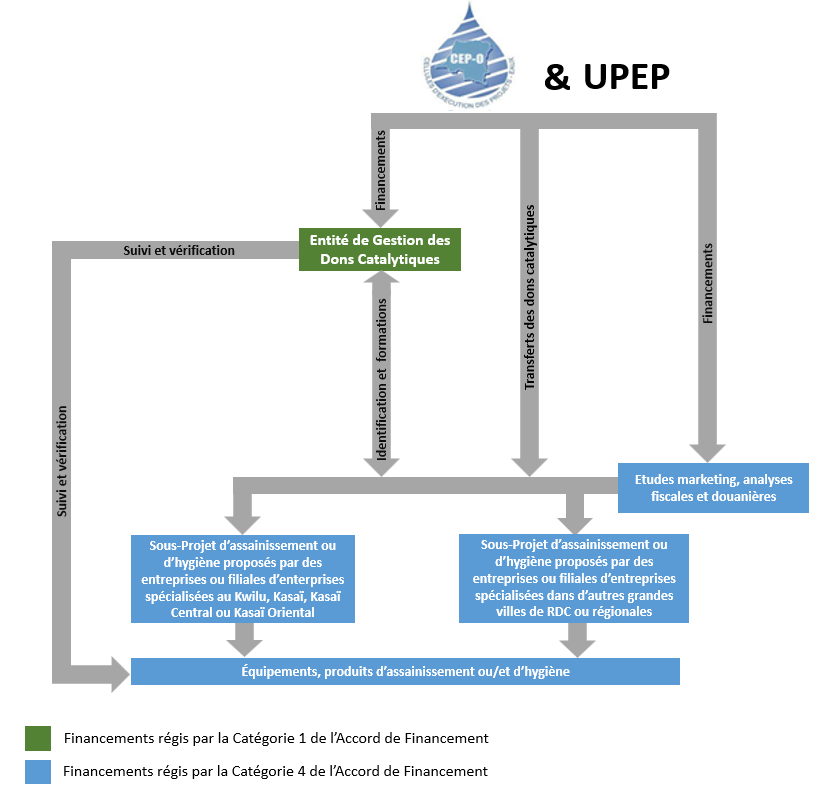 CEP-O
CELLULES D'EXECUTION DES PROJETS - EAUX
& UPEP
Financements
Transferts des dons catalytiques
Financements
Entité de Gestion des
Dons Catalytiques
Suivi et vérification
Suivi et vérification
Identification et formations
Etudes marketing, analyses
fiscales et douanières
Sous-Projet d’assainissement ou
d’hygiène proposés par des
entreprises ou filiales d’enterprises
spécialisées au Kwilu, Kasaï, Kasaï
Central ou Kasaï Oriental
Sous-Projet d’assainissement ou
d’hygiène proposés par des
entreprises ou filiales d’entreprises
spécialisées dans d’autres grandes
villes de RDC ou régionales
Équipements, produits d’assainissement ou/et d’hygiène
Financements régis par la Catégorie 1 de l’Accord de Financement
Financements régis par la Catégorie 4 de l’Accord de Financement